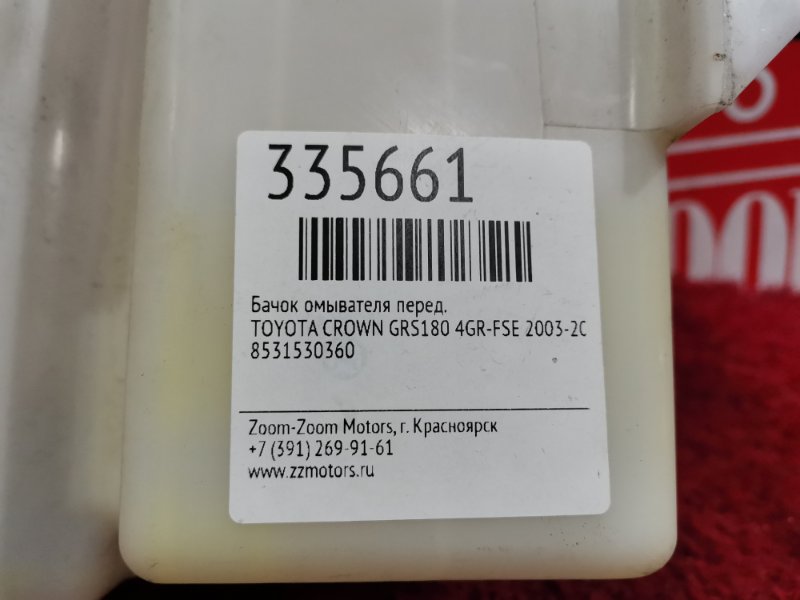 335661
Бачок омывателя перед.
TOYOTA CROWN GRS180 4GR-FSE 2003-20
8531530360
Zoom-Zoom Motors, г. Красноярск
+7 (391) 269-91-61
www.zzmotors.ru